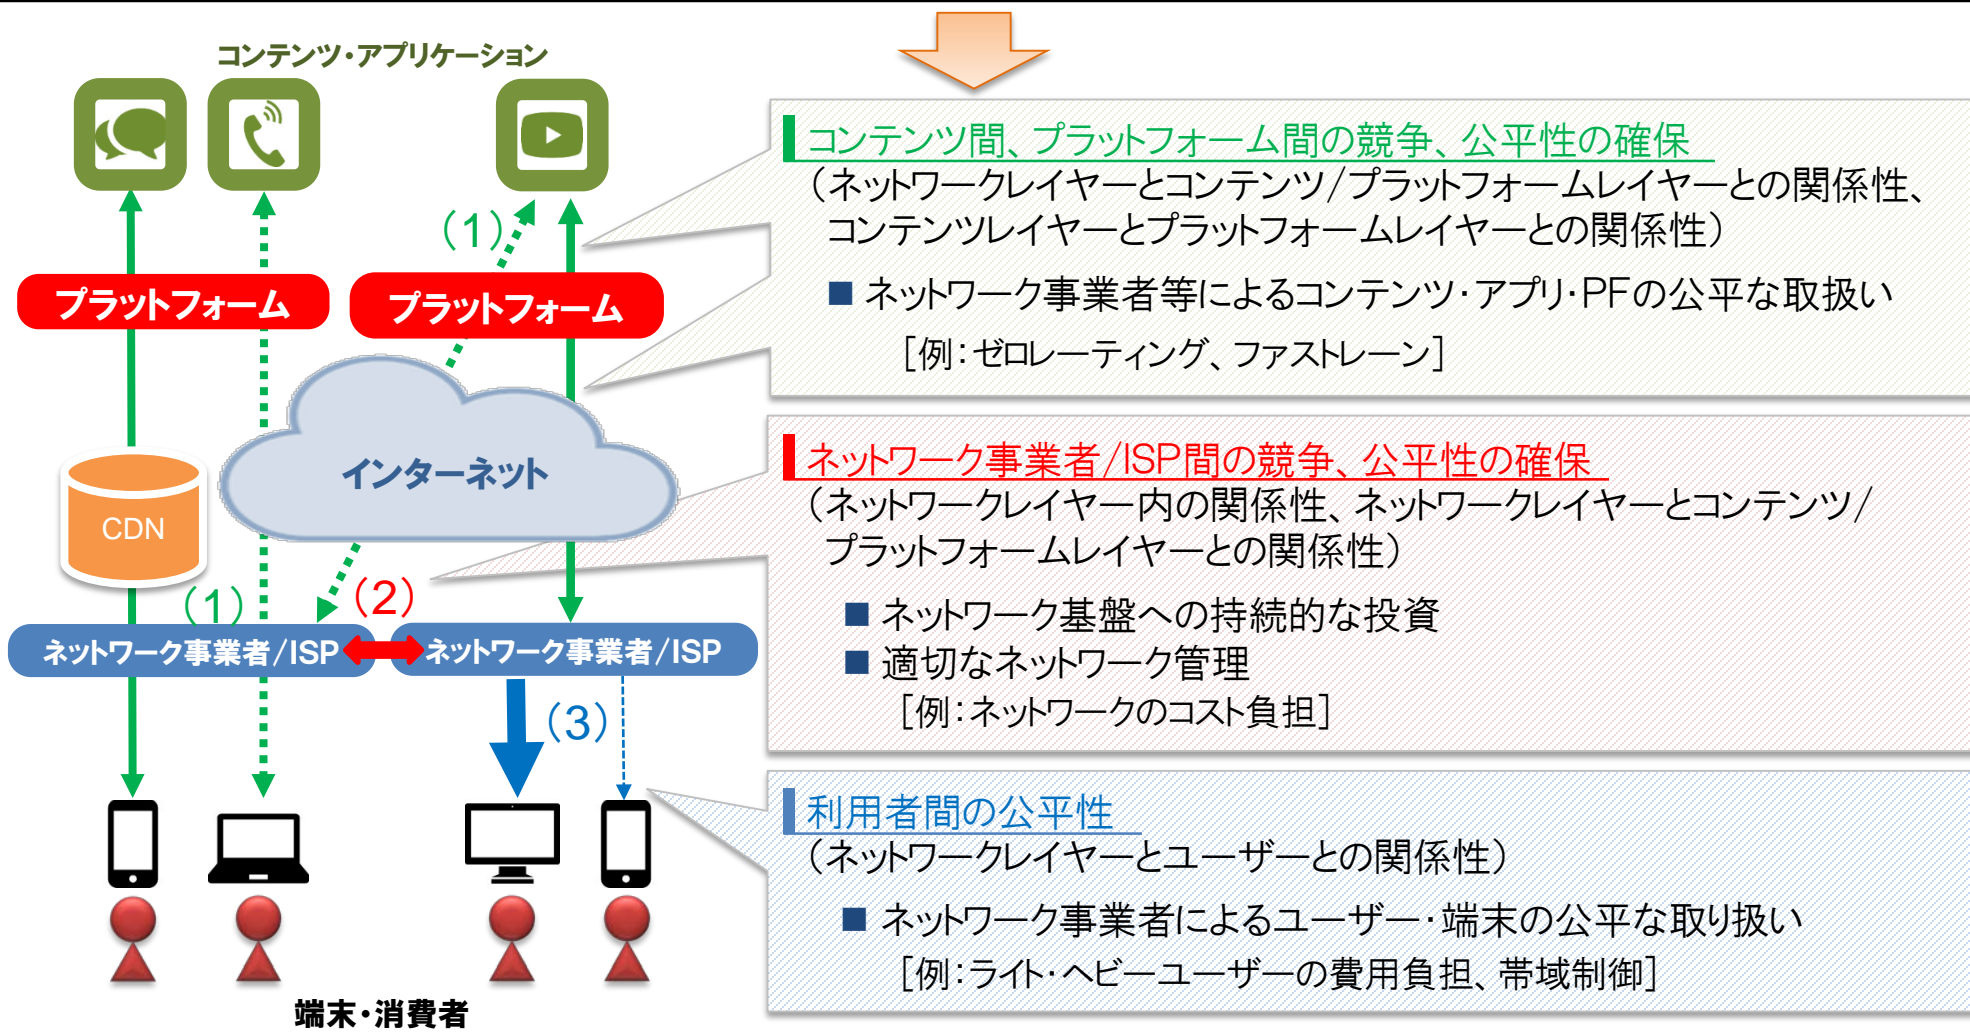 コンテンツ・アプリケーション
(1)
プラットフォーム
プラットフォーム
インターネット
CDN
(1)
(2)
ネットワーク事業者/ISP
ネットワーク事業者/ISP
(3)
端末・消費者
コンテンツ間、プラットフォーム間の競争、公平性の確保
（ネットワークレイヤーとコンテンツ/プラットフォームレイヤーとの関係性、
コンテンツレイヤーとプラットフォームレイヤーとの関係性）
■ ネットワーク事業者等によるコンテンツ・アプリ・PFの公平な取扱い
［例：ゼロレーティング、ファストレーン］
ネットワーク事業者/ISP間の競争、公平性の確保
（ネットワークレイヤー内の関係性、ネットワークレイヤーとコンテンツ/
プラットフォームレイヤーとの関係性）
■ ネットワーク基盤への持続的な投資
■ 適切なネットワーク管理
［例：ネットワークのコスト負担］
利用者間の公平性
（ネットワークレイヤーとユーザーとの関係性）
■ ネットワーク事業者によるユーザー・端末の公平な取り扱い
［例：ライト・ヘビーユーザーの費用負担、帯域制御］